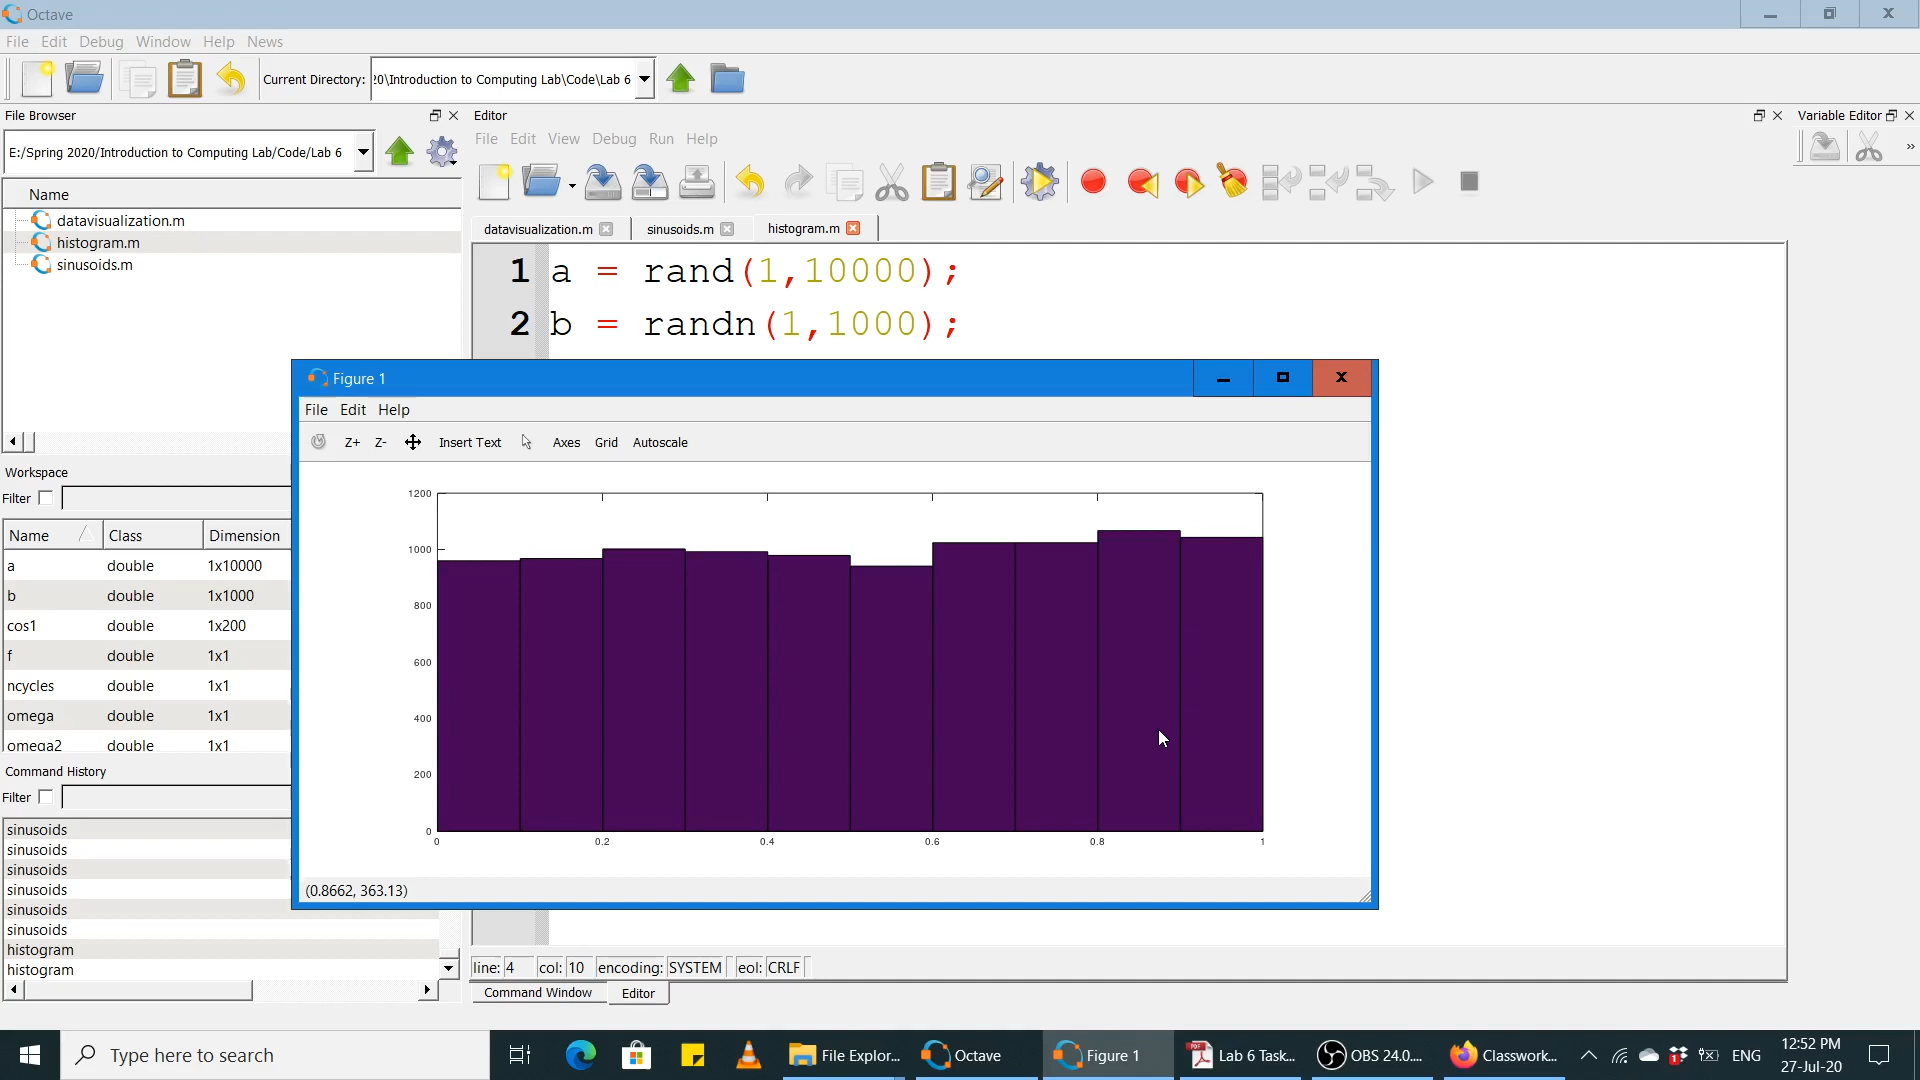 Octave
File Edit Debug Window Help News
Current Directory: ?0\Introduction to Computing Lab\Code\Lab 6
File Browser
E:/Spring 2020/Introduction to Computing Lab/Code/Lab 6
Name
datavisualization.m
histogram.m
sinusoids.m
Workspace
Filter
Name Class Dimension
a double 1x10000
b double 1x1000
cos1 double 1x200
f double 1x1
ncycles double 1x1
omega double 1x1
omega2 double 1x1
Command History
Filter
sinusoids
sinusoids
sinusoids
sinusoids
sinusoids
sinusoids
histogram
histogram
Editor
File Edit View Debug Run Help
datavisualization.m sinusoids.m histogram.m
1 a = rand(1,10000);
2 b = randn(1,1000);
Figure 1
File Edit Help
Z+ Z- Insert Text Axes Grid Autoscale
1200
1000
800
600
400
200
0
0 0.2 0.4 0.6 0.8 1
(0.8662, 363.13)
line: 4 col: 10 encoding: SYSTEM eol: CRLF
Command Window Editor
Variable Editor
»
Type here to search
File Explor... Octave Figure 1 Lab 6 Task... OBS 24.0.... Classwork...
ENG
12:52 PM
27-Jul-20